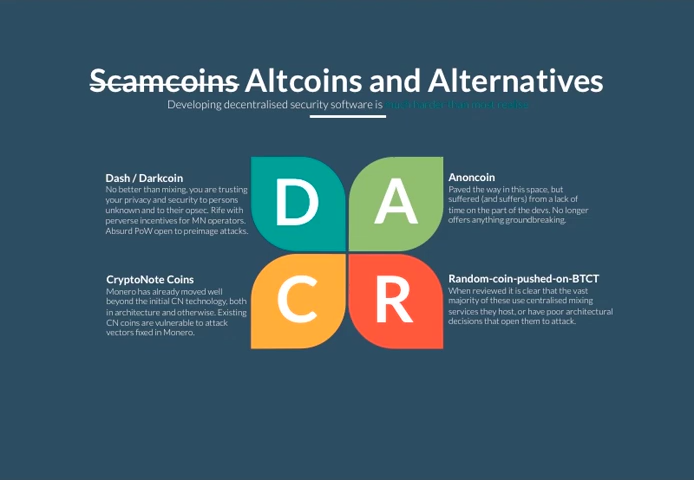 Scamcoins Altcoins and Alternatives
Developing decentralised security software is
Dash / Darkcoin
No better than mixing, you are trusting
your privacy and security to persons
unknown and to their opsec. Rife with
perverse incentives for MN operators.
Absurd PoW open to preimage attacks.
D
A
Anoncoin
Paved the way in this space, but
suffered (and suffers) from a lack of
time on the part of the devs. No longer
offers anything groundbreaking.
CryptoNote Coins
Monero has already moved well
beyond the initial CN technology, both
in architecture and otherwise. Existing
CN coins are vulnerable to attack
vectors fixed in Monero.
C
R
Random-coin-pushed-on-BTCT
When reviewed it is clear that the vast
majority of these use centralised mixing
services they host, or have poor architectural
decisions that open them to attack.